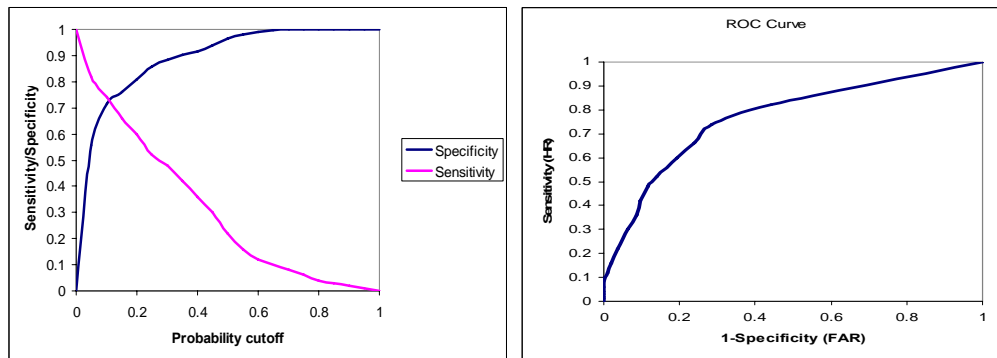 1
0.9
0.8
0.7
0.6
0.5
0.4
0.3
0.2
0.1
0
0 0.2 0.4 0.6 0.8 1
Sensitivity/Specificity
Probability cutoff
Specificity
Sensitivity
ROC Curve
1
0.9
0.8
0.7
0.6
0.5
0.4
0.3
0.2
0.1
0
0 0.2 0.4 0.6 0.8 1
Sensitivity (HR)
1-Specificity (FAR)